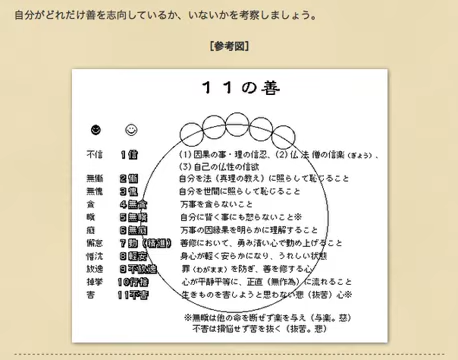 自分がどれだけ善を志向しているか、いないかを考察しましょう。
[参考図]
１１の善
不信 1信 (1)因果の事・理の信忍、(2)仏 法 僧の信楽(ぎょう)、
(3)自己の仏性の信欲
無慚 2慚 自分を法(真理の教え)に照らして恥じること
無愧 3愧 自分を世間に照らして恥じること
貪 4無貪 万事を貪らないこと
瞋 5無瞋 自分に背く事にも怒らないこと※
癡 6無癡 万事の因縁果を明らかに理解すること
懈怠 7勤(精進) 善修において、勇み清い心で勤め上げること
惛沈 8軽安 身心が軽く安らかになり、うれしい状態
放逸 9不放逸 罪(わがまま)を防ぎ、善を修する心
掉挙 10行捨 心が平静平等に、正直(無作為)に流れること
害 11不害 生きものを害しようと思わない悲(抜苦)心※
※無瞋は他の命を断ぜず楽を与え(与楽。慈)
不害は損悩せず苦を抜く(抜苦。悲)